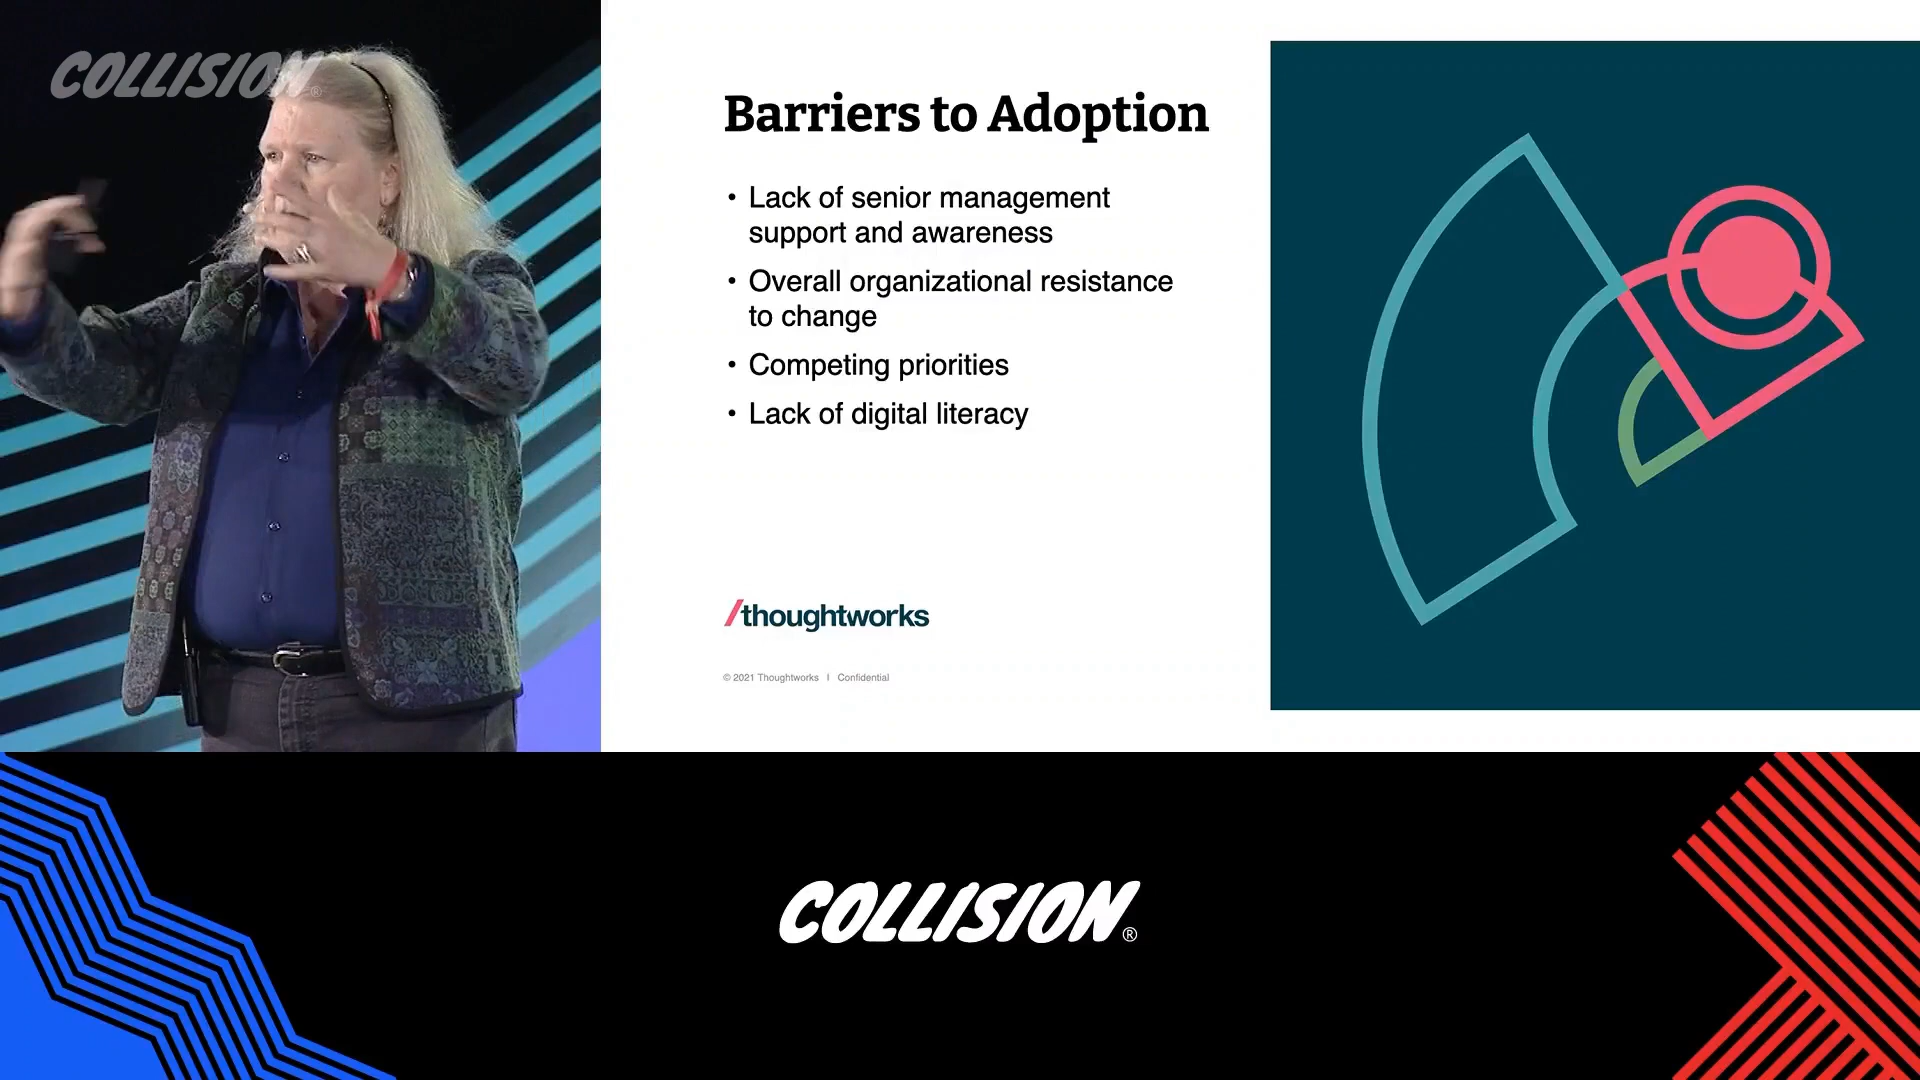 COLLISION®
Barriers to Adoption
• Lack of senior management
support and awareness
• Overall organizational resistance
to change
• Competing priorities
• Lack of digital literacy
/thoughtworks
© 2021 Thoughtworks | Confidential
COLLISION®